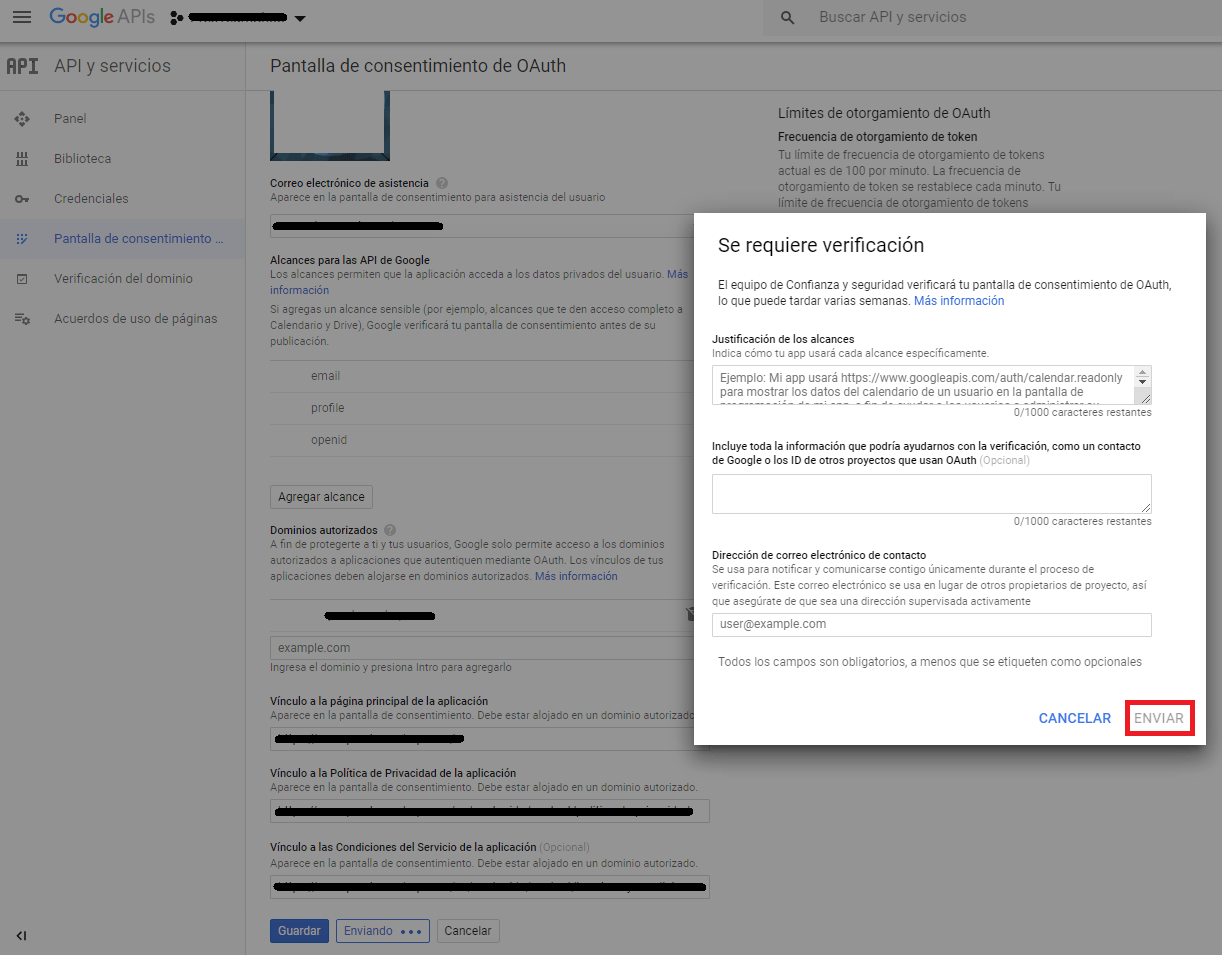 Google APIs
Buscar API y servicios
API API y servicios
Pantalla de consentimiento de OAuth
Panel
Biblioteca
Credenciales
Pantalla de consentimiento ...
Verificación del dominio
Acuerdos de uso de páginas
Correo electrónico de asistencia
Aparece en la pantalla de consentimiento para asistencia del usuario
Alcances para las API de Google
Los alcances permiten que la aplicación acceda a los datos privados del usuario. Más
información
Si agregas un alcance sensible (por ejemplo, alcances que te den acceso completo a
Calendario y Drive), Google verificará tu pantalla de consentimiento antes de su
publicación.
email
profile
openid
Agregar alcance
Dominios autorizados
A fin de protegerte a ti y tus usuarios, Google solo permite acceso a los dominios
autorizados a aplicaciones que autentiquen mediante OAuth. Los vínculos de tus
aplicaciones deben alojarse en dominios autorizados. Más información
example.com
Ingresa el dominio y presiona Intro para agregarlo
Vínculo a la página principal de la aplicación
Aparece en la pantalla de consentimiento. Debe estar alojado en un dominio autorizado
Vínculo a la Política de Privacidad de la aplicación
Aparece en la pantalla de consentimiento. Debe estar alojado en un dominio autorizado.
Vínculo a las Condiciones del Servicio de la aplicación (Opcional)
Aparece en la pantalla de consentimiento. Debe estar alojado en un dominio autorizado.
Guardar
Enviando
Cancelar
Límites de otorgamiento de OAuth
Frecuencia de otorgamiento de token
Tu límite de frecuencia de otorgamiento de tokens
actual es de 100 por minuto. La frecuencia de
otorgamiento de token se restablece cada minuto. Tu
límite de frecuencia de otorgamiento de tokens
Se requiere verificación
El equipo de Confianza y seguridad verificará tu pantalla de consentimiento de OAuth,
lo que puede tardar varias semanas. Más información
Justificación de los alcances
Indica cómo tu app usará cada alcance específicamente.
Ejemplo: Mi app usará https://www.googleapis.com/auth/calendar.readonly
para mostrar los datos del calendario de un usuario en la pantalla de
0/1000 caracteres restantes
Incluye toda la información que podría ayudarnos con la verificación, como un contacto
de Google o los ID de otros proyectos que usan OAuth (Opcional)
0/1000 caracteres restantes
Dirección de correo electrónico de contacto
Se usa para notificar y comunicarse contigo únicamente durante el proceso de
verificación. Este correo electrónico se usa en lugar de otros propietarios de proyecto, así
que asegúrate de que sea una dirección supervisada activamente
user@example.com
Todos los campos son obligatorios, a menos que se etiqueten como opcionales
CANCELAR
ENVIAR